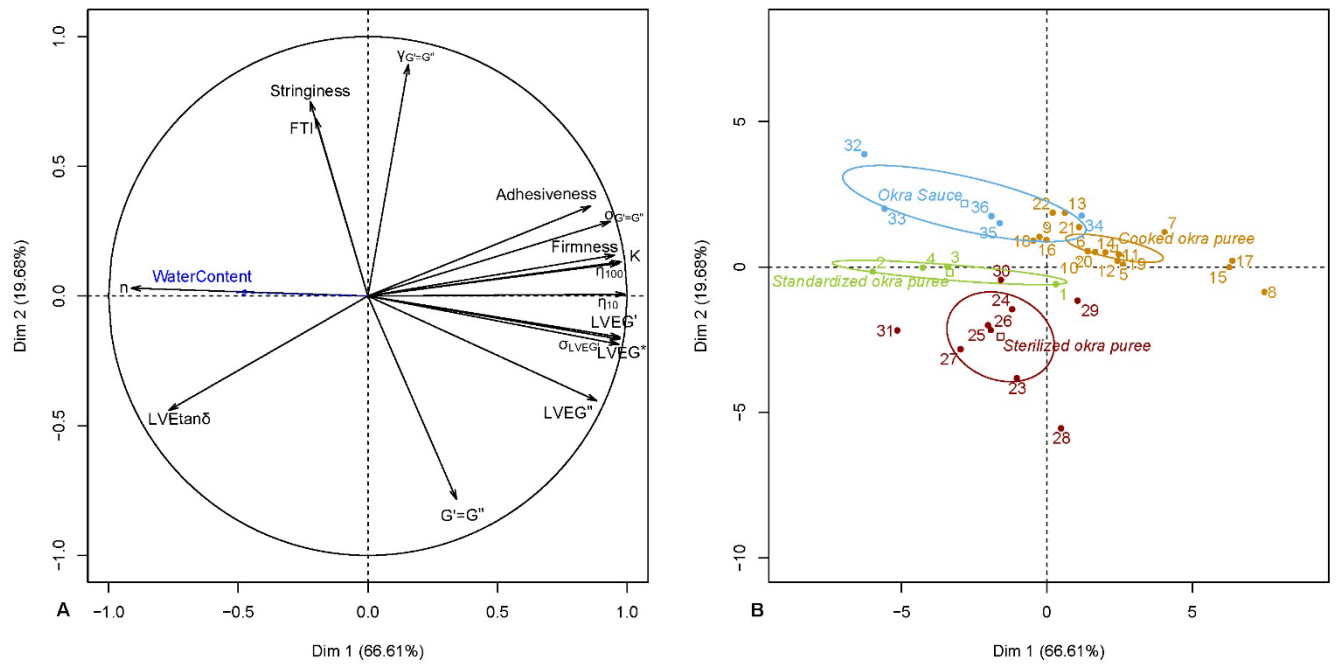 1.0
0.5
0.0
−0.5
−1.0
Dim 2 (19.68%)
γG'=G"
Stringiness
FTI
Adhesiveness
σG'=G"
Firmness
K
η100
WaterContent
n
η10
LVEG'
σLVEG'
LVEG*
LVEtanδ
LVEG"
G'=G"
A
−1.0
−0.5
0.0
0.5
1.0
Dim 1 (66.61%)
5
0
−5
−10
Dim 2 (19.68%)
32
Okra Sauce
33
36
35
22
13
34
7
9
21
18
16
Cooked okra puree
6
14
11
17
4
3
2
20
10
12
5
19
15
Standardized okra puree
30
1
8
24
29
31
26
25
Sterilized okra puree
27
23
28
B
−5
0
5
Dim 1 (66.61%)